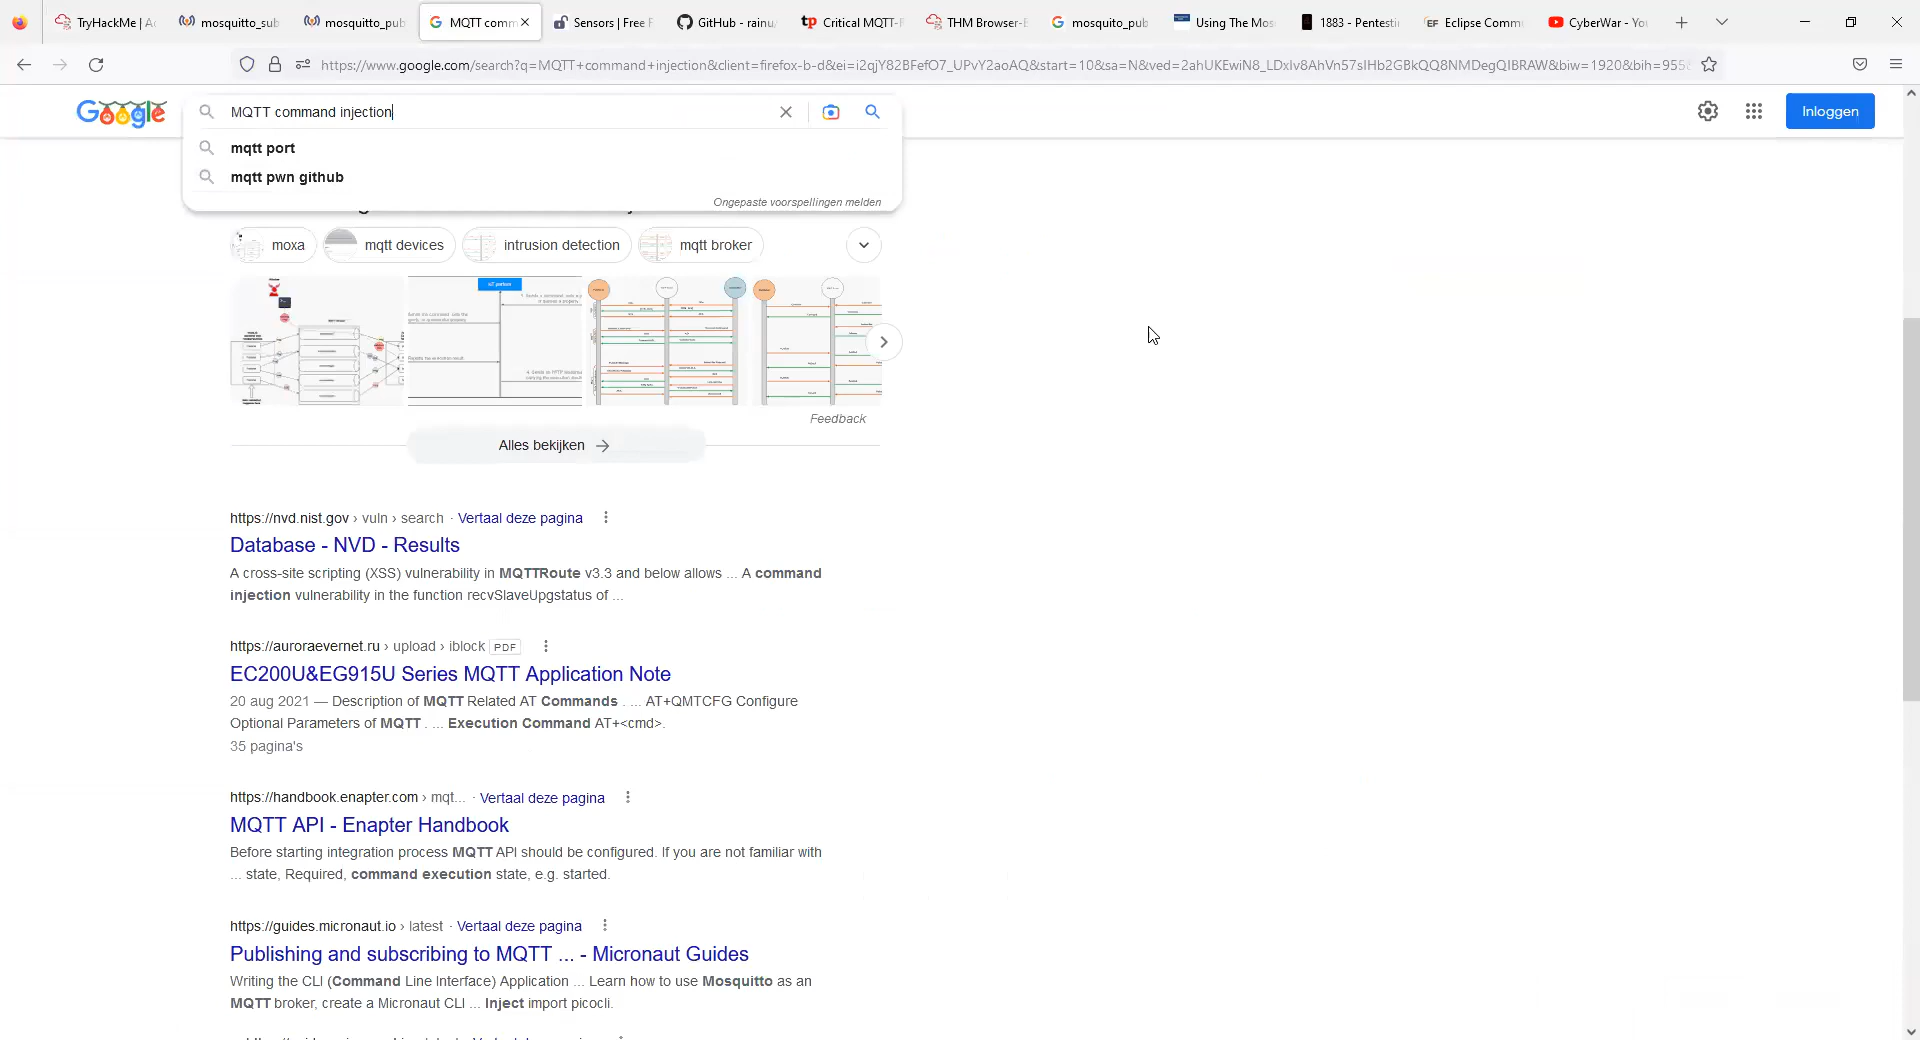 TryHackMe | Ac
mosquitto_sub
mosquitto_pub
MQTT comm
Sensors | Free F
GitHub - rainu
tp Critical MQTT-F
THM Browser-E
mosquito_pub
Using The Mos
1883 - Pentesti
EF Eclipse Comm
CyberWar - You
https://www.google.com/search?q=MQTT+command+injection&client=firefox-b-d&ei=i2qjY82BFefO7_UPvY2aoAQ&start=10&sa=N&ved=2ahUKEwiN8_LDxIv8AhVn57sIHb2GBkQQ8NMDegQIBRAW&biw=1920&bih=955&
Google
MQTT command injection
Inloggen
mqtt port
mqtt pwn github
Ongepaste voorspellingen melden
moxa
mqtt devices
intrusion detection
mqtt broker
Feedback
Alles bekijken
https://nvd.nist.gov › vuln › search · Vertaal deze pagina
Database - NVD - Results
A cross-site scripting (XSS) vulnerability in MQTTRoute v3.3 and below allows ... A command
injection vulnerability in the function recvSlaveUpgstatus of ...
https://auroraevernet.ru › upload › iblock PDF
EC200U&EG915U Series MQTT Application Note
20 aug 2021 — Description of MQTT Related AT Commands . ... AT+QMTCFG Configure
Optional Parameters of MQTT . ... Execution Command AT+<cmd>.
35 pagina's
https://handbook.enapter.com › mqt... · Vertaal deze pagina
MQTT API - Enapter Handbook
Before starting integration process MQTT API should be configured. If you are not familiar with
... state, Required, command execution state, e.g. started.
https://guides.micronaut.io › latest · Vertaal deze pagina
Publishing and subscribing to MQTT ... - Micronaut Guides
Writing the CLI (Command Line Interface) Application ... Learn how to use Mosquitto as an
MQTT broker, create a Micronaut CLI ... Inject import picocli.